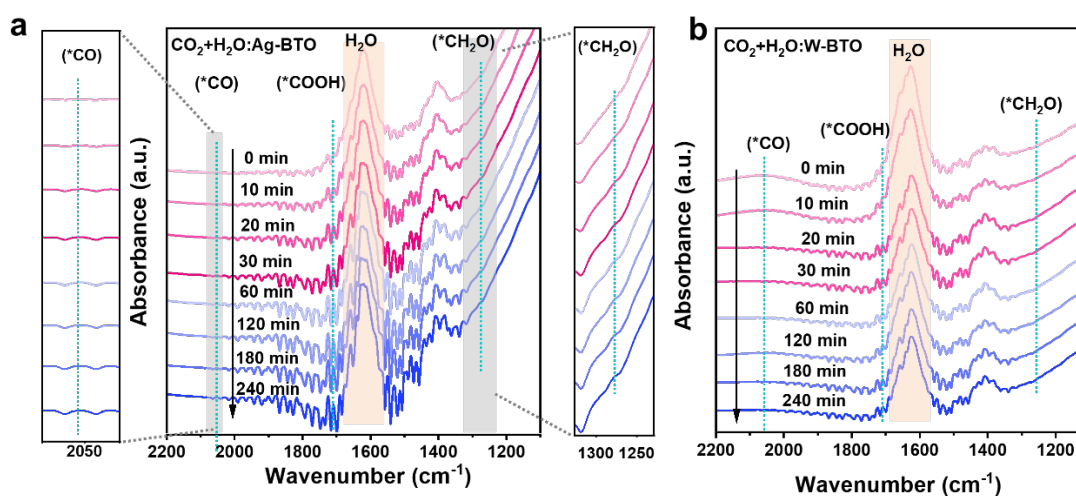 a
(*CO)
2050
CO2+H2O:Ag-BTO
H2O
(*CH2O)
(*CO)
(*COOH)
0 min
10 min
20 min
30 min
60 min
120 min
180 min
240 min
Absorbance (a.u.)
2200 2000 1800 1600 1400 1200
Wavenumber (cm-1)
(*CH2O)
1300 1250
b
CO2+H2O:W-BTO
H2O
(*CH2O)
(*CO)
(*COOH)
0 min
10 min
20 min
30 min
60 min
120 min
180 min
240 min
Absorbance (a.u.)
2200 2000 1800 1600 1400 1200
Wavenumber (cm-1)